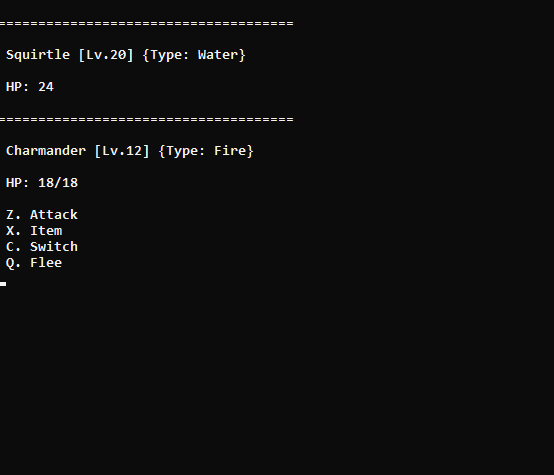 =====================================
Squirtle [Lv.20] {Type: Water}
HP: 24
=====================================
Charmander [Lv.12] {Type: Fire}
HP: 18/18
Z. Attack
X. Item
C. Switch
Q. Flee